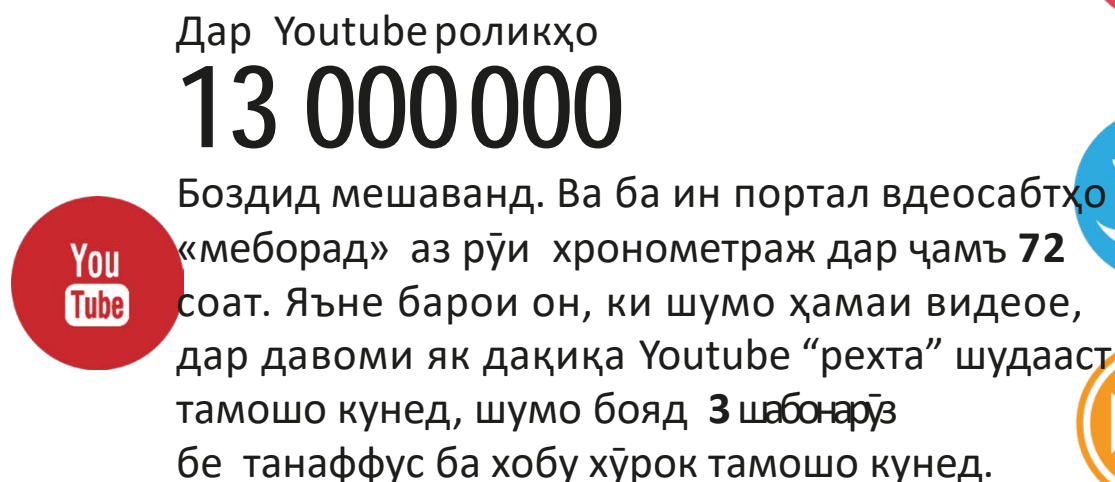 Дар Youtube роликҳо
13 000 000
Боздид мешаванд. Ва ба ин портал вдеосабтҳо
«меборад» аз рӯи хронометраж дар ҷамъ 72
You
Tube
соат. Яъне барои он, ки шумо ҳамаи видеое,
дар давоми як дақиқа Youtube “рехта” шудааст
тамошо кунед, шумо бояд 3 шабонарӯз
бе танаффус ба хобу хӯрок тамошо кунед.